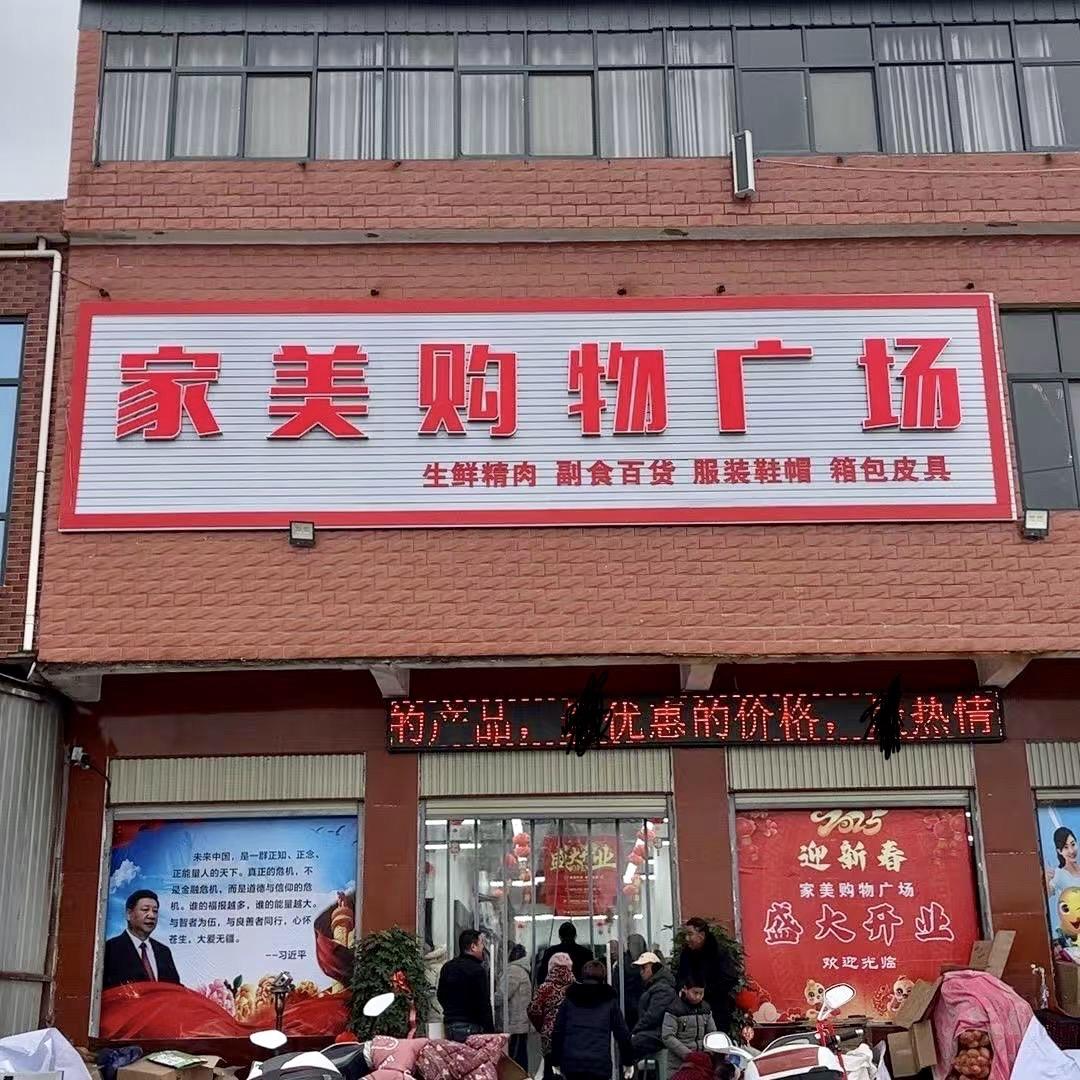 家美购物广场
生鲜精肉 副食百货 服装鞋帽 箱包皮具
的产品，优惠的价格，热情
未来中国，是一群正知、正念、
正能量人的天下。真正的危机，不
是金融危机，而是道德与信仰的危
机。谁的福报越多，谁的能量越大。
与智者为伍，与良善者同行，心怀
苍生，大爱无疆。
--习近平
盛大开业
2025
迎新春
家美购物广场
盛大开业
欢迎光临